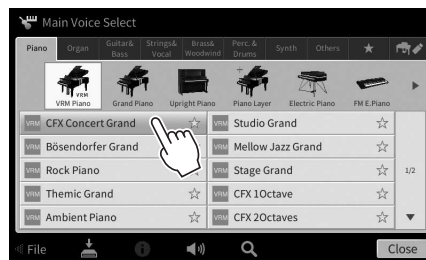 Main Voice Select
Piano Organ Guitar& Bass Strings& Vocal Brass& Woodwind Perc. & Drums Synth Others
VRM
VRM Piano Grand Piano Upright Piano Piano Layer Electric Piano FM E.Piano
VRM CFX Concert Grand VRM Studio Grand
VRM Bösendorfer Grand VRM Mellow Jazz Grand
VRM Rock Piano VRM Stage Grand 1/2
VRM Themic Grand VRM CFX 1Octave
VRM Ambient Piano VRM CFX 2Octaves
File Close